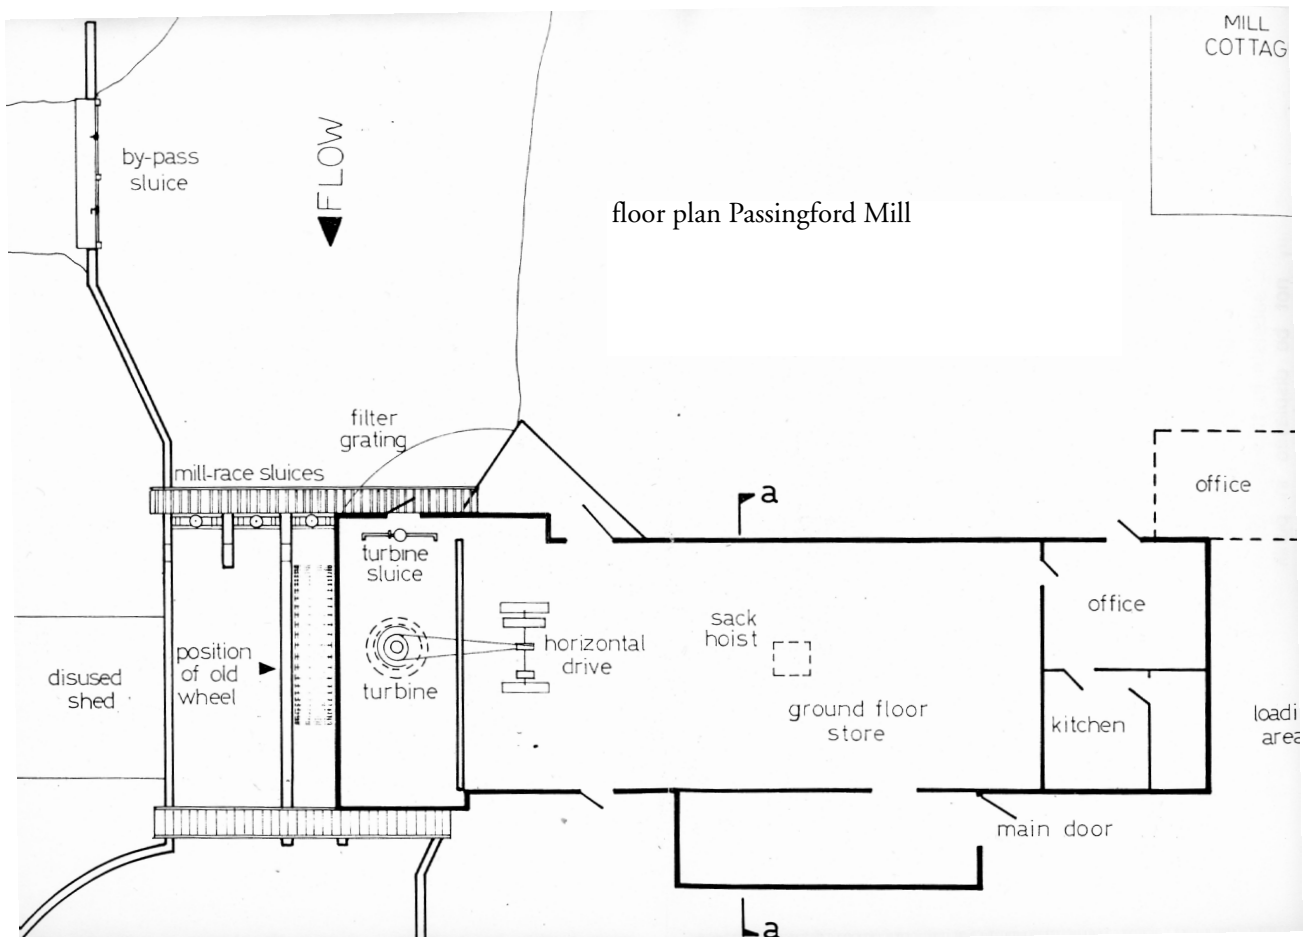 MILL
COTTAG
by-pass
sluice
FLOW
floor plan Passingford Mill
filter
grating
mill-race sluices
a
office
turbine
sluice
office
sack
hoist
horizontal
drive
position
of old
wheel
disused
shed
turbine
ground floor
store
kitchen
loadi
area
main door
a